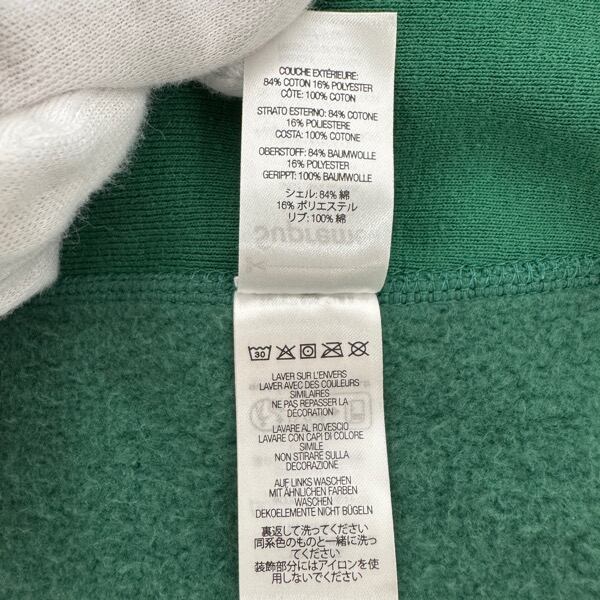 COUCHE EXTÉRIEURE:
84% COTON 16% POLYESTER
CÔTE: 100% COTON
STRATO ESTERNO: 84% COTONE
16% POLIESTERE
COSTA: 100% COTONE
OBERSTOFF: 84% BAUMWOLLE
16% POLYESTER
GERIPPT: 100% BAUMWOLLE
シェル: 84% 綿
16% ポリエステル
リブ: 100% 綿
Supreme
30
LAVER SUR L'ENVERS
LAVER AVEC DES COULEURS
SIMILAIRES
NE PAS REPASSER LA
DÉCORATION
LAVARE AL ROVESCIO
LAVARE CON CAPI DI COLORE
SIMILE
NON STIRARE SULLA
DECORAZIONE
AUF LINKS WASCHEN
MIT ÄHNLICHEN FARBEN
WASCHEN
DEKOELEMENTE NICHT BÜGELN
裏返して洗ってください
同系色のものと一緒に洗っ
てください
装飾部分にはアイロンを使
用しないでください